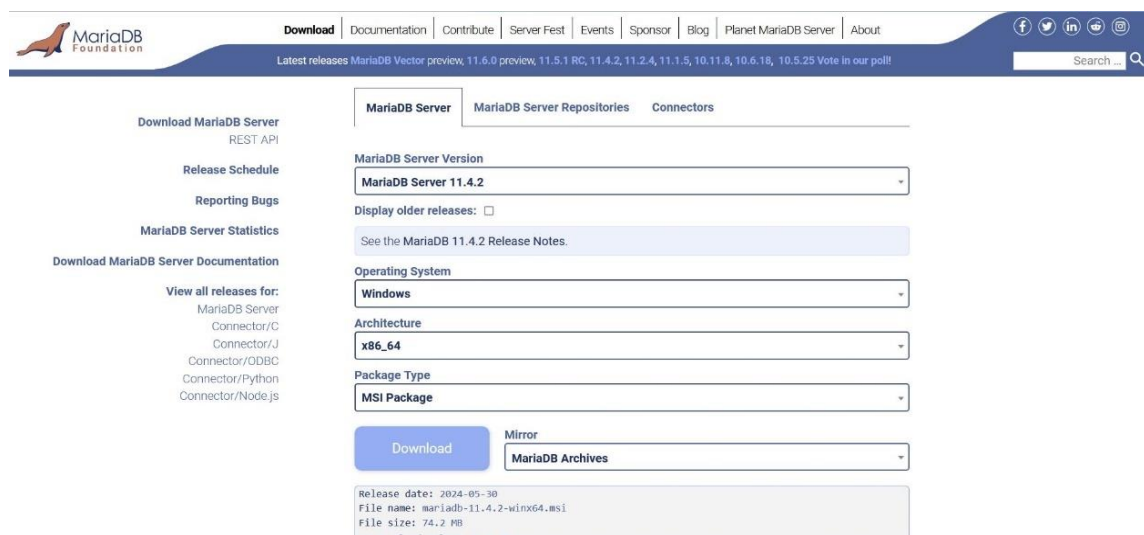 MariaDB
Foundation
Download Documentation Contribute Server Fest Events Sponsor Blog Planet MariaDB Server About
Latest releases MariaDB Vector preview, 11.6.0 preview, 11.5.1 RC, 11.4.2, 11.2.4, 11.1.5, 10.11.8, 10.6.18, 10.5.25 Vote in our poll!
Search ...
Download MariaDB Server
REST API
Release Schedule
Reporting Bugs
MariaDB Server Statistics
Download MariaDB Server Documentation
View all releases for:
MariaDB Server
Connector/C
Connector/J
Connector/ODBC
Connector/Python
Connector/Node.js
MariaDB Server MariaDB Server Repositories Connectors
MariaDB Server Version
MariaDB Server 11.4.2
Display older releases:
See the MariaDB 11.4.2 Release Notes.
Operating System
Windows
Architecture
x86_64
Package Type
MSI Package
Download
Mirror
MariaDB Archives
Release date: 2024-05-30
File name: mariadb-11.4.2-winx64.msi
File size: 74.2 MB